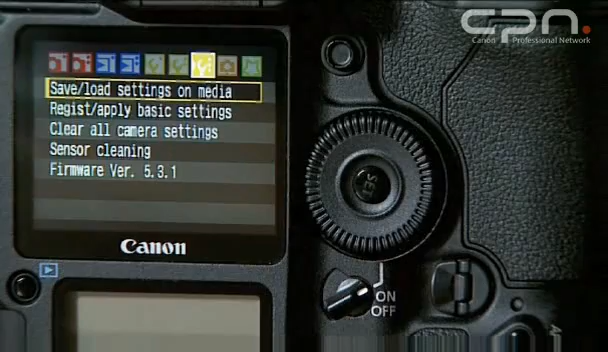 cpn.
Canon Professional Network
Save/load settings on media
Regist/apply basic settings
Clear all camera settings
Sensor cleaning
Firmware Ver. 5.3.1
Canon
SET
ON
OFF